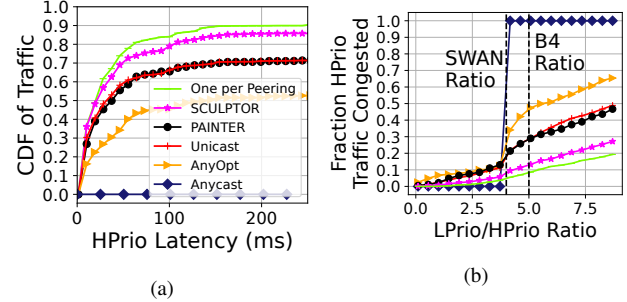 CDF of Traffic
1.0
0.9
0.8
0.7
0.6
0.5
0.4
0.3
0.2
0.1
0.0
One per Peering
SCULPTOR
PAINTER
Unicast
AnyOpt
Anycast
0
100
200
HPrio Latency (ms)
(a)
Fraction HPrio
Traffic Congested
1.0
0.9
0.8
0.7
0.6
0.5
0.4
0.3
0.2
0.1
0.0
SWAN
Ratio
B4
Ratio
0.0
2.5
5.0
7.5
LPrio/HPrio Ratio
(b)